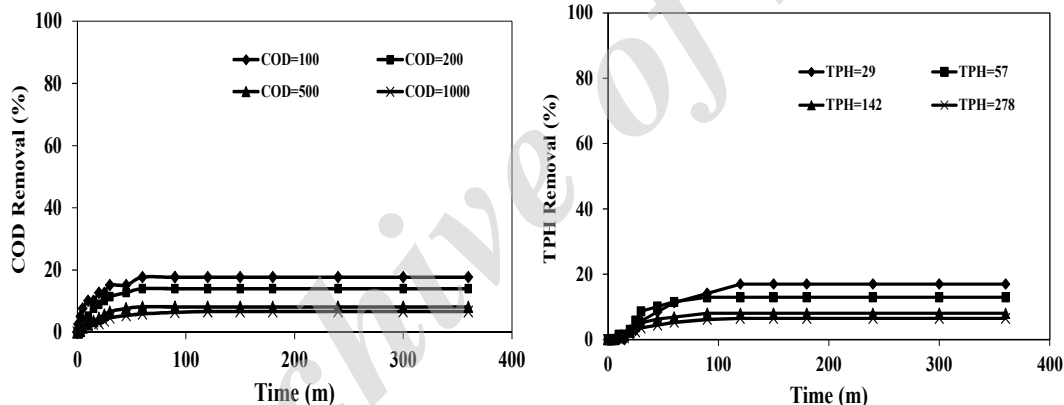 100
80
60
40
20
0
COD Removal (%)
COD=100 COD=200
COD=500 COD=1000
0 100 200 300 400
Time (m)
100
80
60
40
20
0
TPH Removal (%)
TPH=29 TPH=57
TPH=142 TPH=278
0 100 200 300 400
Time (m)
chive of